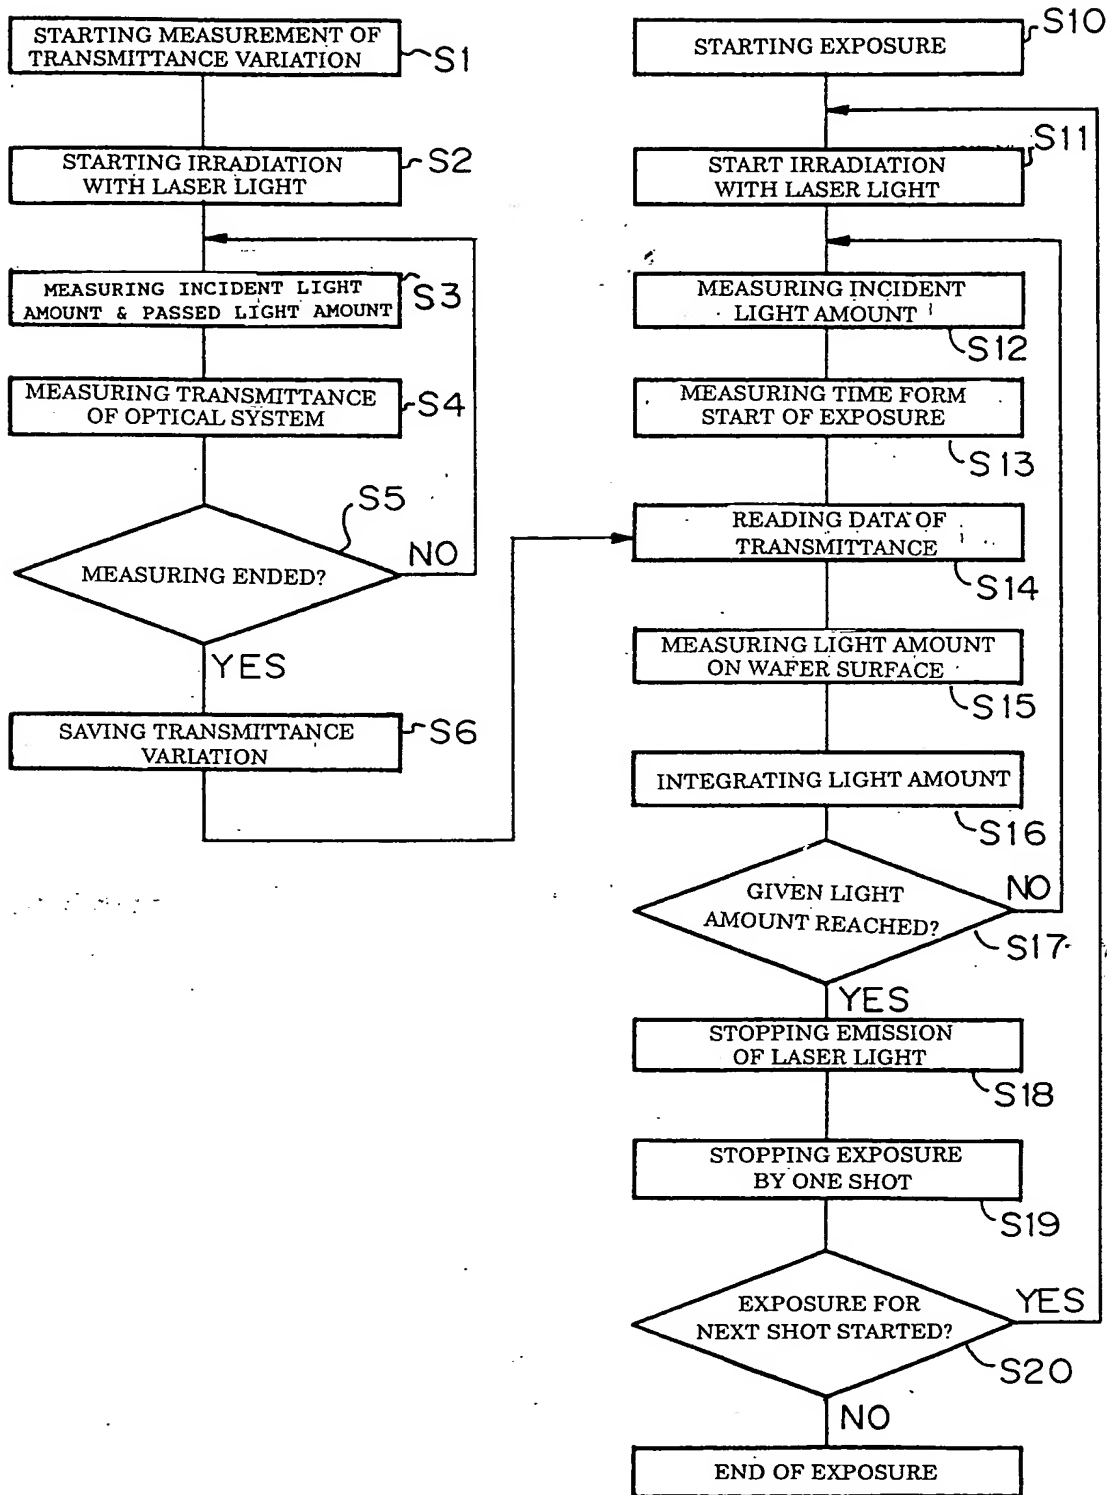 STARTING MEASUREMENT OF
TRANSMITTANCE VARIATION
S1
STARTING IRRADIATION
WITH LASER LIGHT
S2
MEASURING INCIDENT LIGHT
AMOUNT & PASSED LIGHT AMOUNT
S3
MEASURING TRANSMITTANCE
OF OPTICAL SYSTEM
S4
S5
MEASURING ENDED?
NO
YES
SAVING TRANSMITTANCE
VARIATION
S6
STARTING EXPOSURE
S10
START IRRADIATION
WITH LASER LIGHT
S11
MEASURING INCIDENT
LIGHT AMOUNT
S12
MEASURING TIME FORM
START OF EXPOSURE
S13
READING DATA OF
TRANSMITTANCE
S14
MEASURING LIGHT AMOUNT
ON WAFER SURFACE
S15
INTEGRATING LIGHT AMOUNT
S16
GIVEN LIGHT
AMOUNT REACHED?
NO
S17
YES
STOPPING EMISSION
OF LASER LIGHT
S18
STOPPING EXPOSURE
BY ONE SHOT
S19
EXPOSURE FOR
NEXT SHOT STARTED?
YES
S20
NO
END OF EXPOSURE